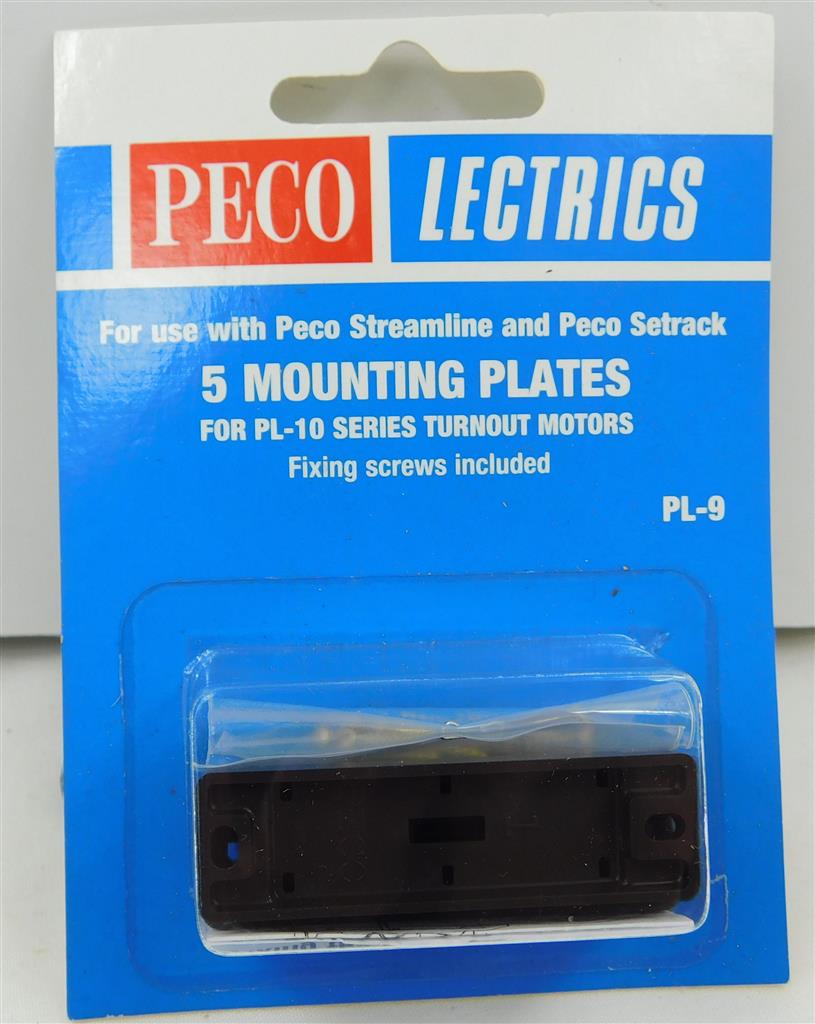 PECO LECTRICS
For use with Peco Streamline and Peco Setrack
5 MOUNTING PLATES
FOR PL-10 SERIES TURNOUT MOTORS
Fixing screws included
PL-9